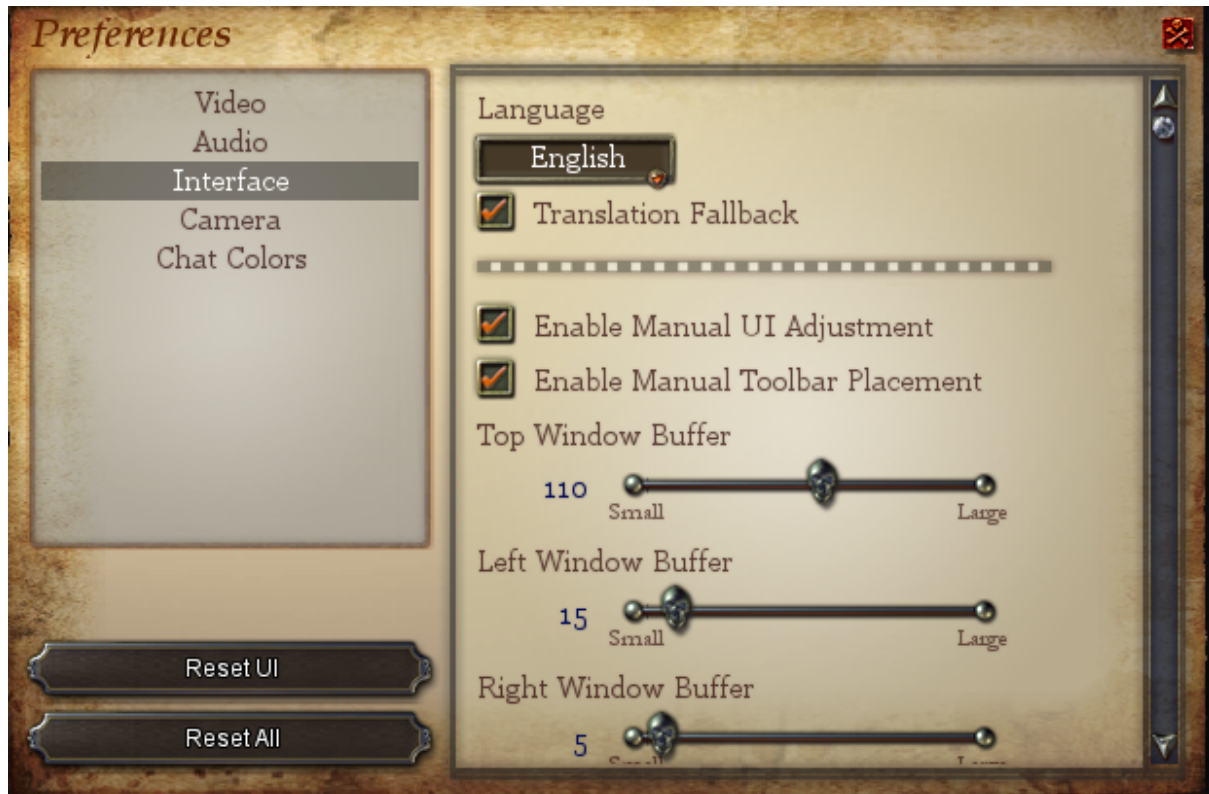 Preferences
Video
Audio
Interface
Camera
Chat Colors
Reset UI
Reset All
Language
English
Translation Fallback
Enable Manual UI Adjustment
Enable Manual Toolbar Placement
Top Window Buffer
110
Small Large
Left Window Buffer
15
Small Large
Right Window Buffer
5
Small Large